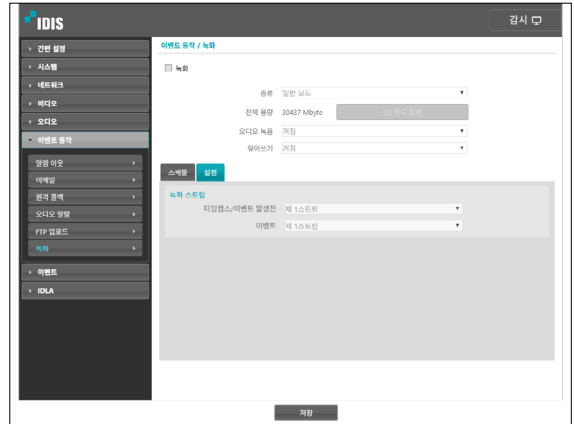 IDIS
감시
간편 설정
시스템
네트워크
비디오
오디오
이벤트 동작
알람 아웃
이메일
원격 콜백
오디오 알람
FTP 업로드
녹화
이벤트
IDLA
이벤트 동작 / 녹화
녹화
종류 일반 모드
전체 용량 30437 Mbyte SD 카드 포맷
오디오 녹음 꺼짐
덮어쓰기 켜짐
스케줄 설정
녹화 스트림
타임랩스/이벤트 발생전 제 1스트림
이벤트 제 1스트림
저장